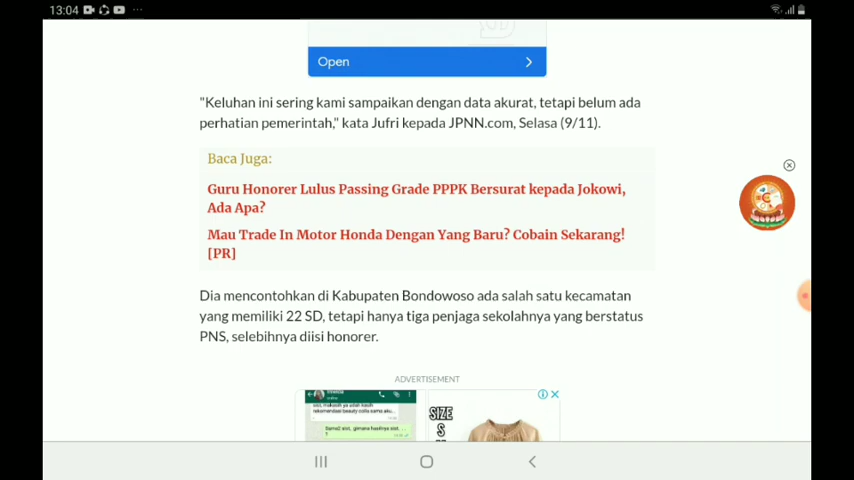 13:04
Open
"Keluhan ini sering kami sampaikan dengan data akurat, tetapi belum ada
perhatian pemerintah," kata Jufri kepada JPNN.com, Selasa (9/11).
Baca Juga:
Guru Honorer Lulus Passing Grade PPPK Bersurat kepada Jokowi,
Ada Apa?
Mau Trade In Motor Honda Dengan Yang Baru? Cobain Sekarang!
[PR]
Dia mencontohkan di Kabupaten Bondowoso ada salah satu kecamatan
yang memiliki 22 SD, tetapi hanya tiga penjaga sekolahnya yang berstatus
PNS, selebihnya diisi honorer.
ADVERTISEMENT
SIZE
S